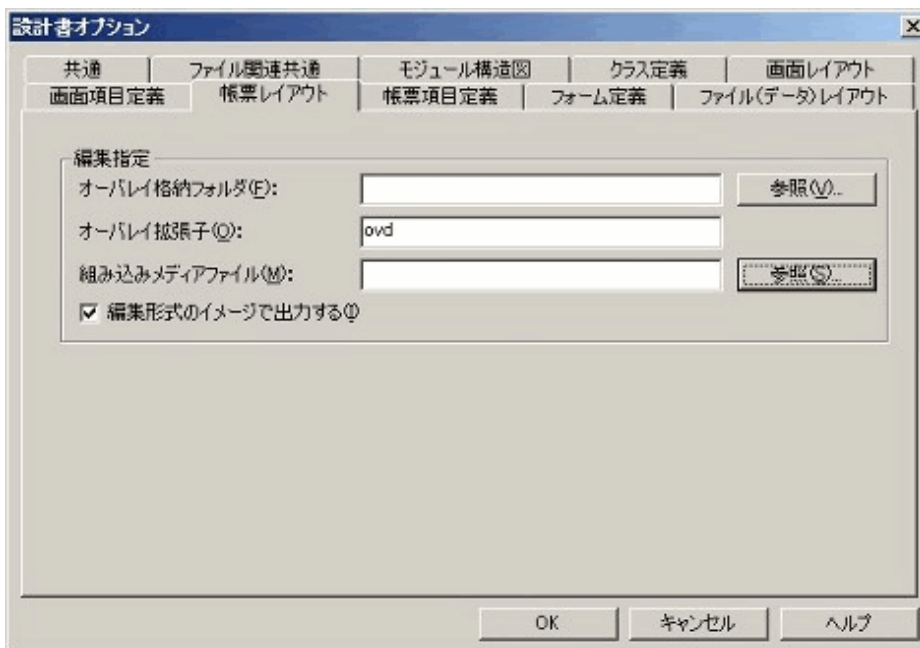 設計書オプション
共通 ファイル関連共通 モジュール構造図 クラス定義 画面レイアウト
画面項目定義 帳票レイアウト 帳票項目定義 フォーム定義 ファイル(データ)レイアウト
編集指定
オーバレイ格納フォルダ(F): 参照(V)...
オーバレイ拡張子(O): ovd
組み込みメディアファイル(M): 参照(S)...
編集形式のイメージで出力する(I)
OK キャンセル ヘルプ